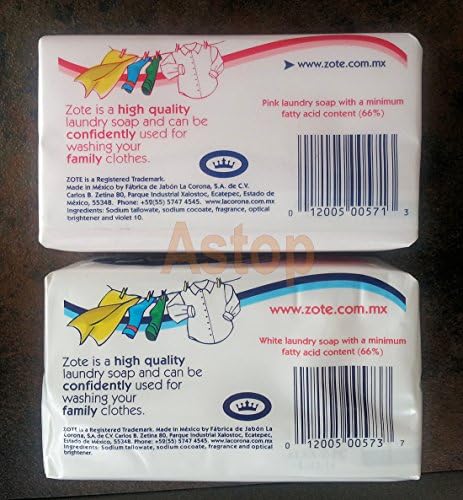 www.zote.com.mx
Zote is a high quality
laundry soap and can be
confidently used for
washing your
family clothes.
Pink laundry soap with a minimum
fatty acid content (66%)
ZOTE is a Registered Trademark.
Made in México by Fábrica de Jabón La Corona, S.A. de C.V.
Carlos B. Zetina 80, Parque Industrial Xalostoc, Ecatepec, Estado de
México, 55348. Phone: +59(55) 5747 4545. www.lacorona.com.mx
Ingredients: Sodium tallowate, sodium cocoate, fragrance, optical
brightener and violet 10.
0 12005 00571 3
Astop
www.zote.com.mx
Zote is a high quality
laundry soap and can be
confidently used for
washing your
family clothes.
White laundry soap with a minimum
fatty acid content (66%)
ZOTE is a Registered Trademark. Made in México by Fábrica de Jabón La
Corona, S.A. de C.V. Carlos B. Zetina 80, Parque Industrial Xalostoc, Ecatepec,
Estado de México, 55348. Phone: +59(55) 5747 4545. www.lacorona.com.mx
Ingredients: Sodium tallowate, sodium cocoate, fragrance and optical
brightener.
0 12005 00573 7